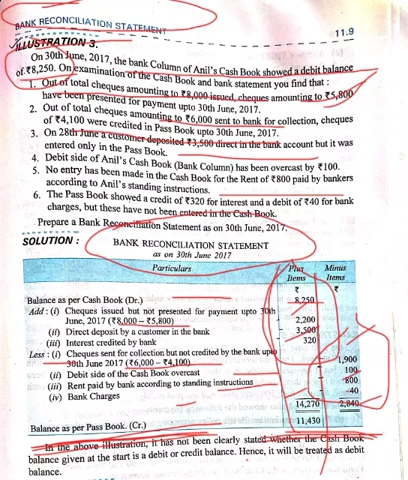 BANK RECONCILIATION STATEMENT
11.9
ILLUSTRATION 3.
On 30th June, 2017, the bank Column of Anil's Cash Book showed a debit balance
of ₹8,250. On examination of the Cash Book and bank statement you find that :
1. Out of total cheques amounting to ₹8,000 issued, cheques amounting to ₹5,800
have been presented for payment upto 30th June, 2017.
2. Out of total cheques amounting to ₹6,000 sent to bank for collection, cheques
of ₹4,100 were credited in Pass Book upto 30th June, 2017.
3. On 28th June a customer deposited ₹3,500 direct in the bank account but it was
entered only in the Pass Book.
4. Debit side of Anil's Cash Book (Bank Column) has been overcast by ₹100.
5. No entry has been made in the Cash Book for the Rent of ₹800 paid by bankers
according to Anil's standing instructions.
6. The Pass Book showed a credit of ₹320 for interest and a debit of ₹40 for bank
charges, but these have not been entered in the Cash Book.
Prepare a Bank Reconciliation Statement as on 30th June, 2017.
SOLUTION :
BANK RECONCILIATION STATEMENT
as on 30th June 2017
Particulars Plus Items Minus Items
₹ ₹
Balance as per Cash Book (Dr.) 8,250
Add : (i) Cheques issued but not presented for payment upto 30th
June, 2017 (₹8,000 – ₹5,800) 2,200
(ii) Direct deposit by a customer in the bank 3,500
(iii) Interest credited by bank 320
Less : (i) Cheques sent for collection but not credited by the bank upto
30th June 2017 (₹6,000 – ₹4,100) 1,900
(ii) Debit side of the Cash Book overcast 100
(iii) Rent paid by bank according to standing instructions 800
(iv) Bank Charges 40
14,270 2,840
Balance as per Pass Book. (Cr.) 11,430
In the above illustration, it has not been clearly stated whether the Cash Book
balance given at the start is a debit or credit balance. Hence, it will be treated as debit
balance.